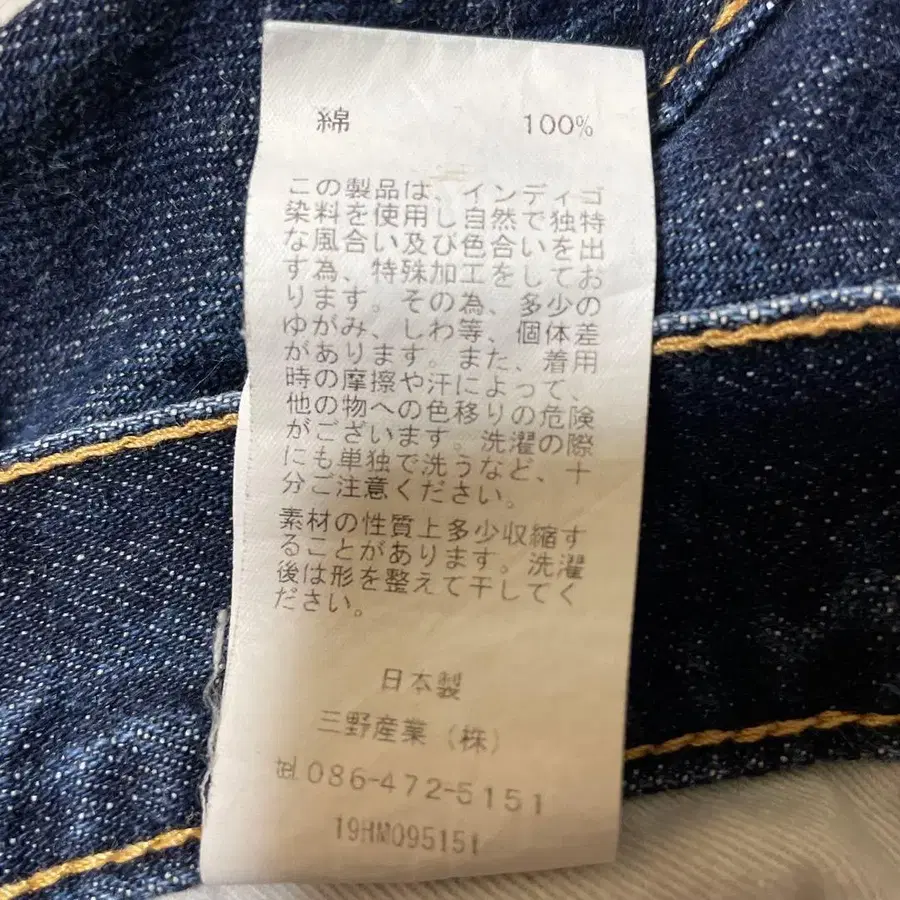 綿 100%
この製品は、インディゴ
染料を使用し自然で独特
な風合い及び色合いを出
す為、特殊加工をしてお
ります。その為、多少の
ゆがみ、しわ等、個体差
があります。また、着用
時の摩擦や汗によって、
他の物への色移りの危険
がございます。洗濯の際
にも単独で洗うなど、十
分ご注意ください。
素材の性質上多少収縮す
ることがあります。洗濯
後は形を整えて干してく
ださい。
日本製
三野産業(株)
℡086-472-5151
19HM095151